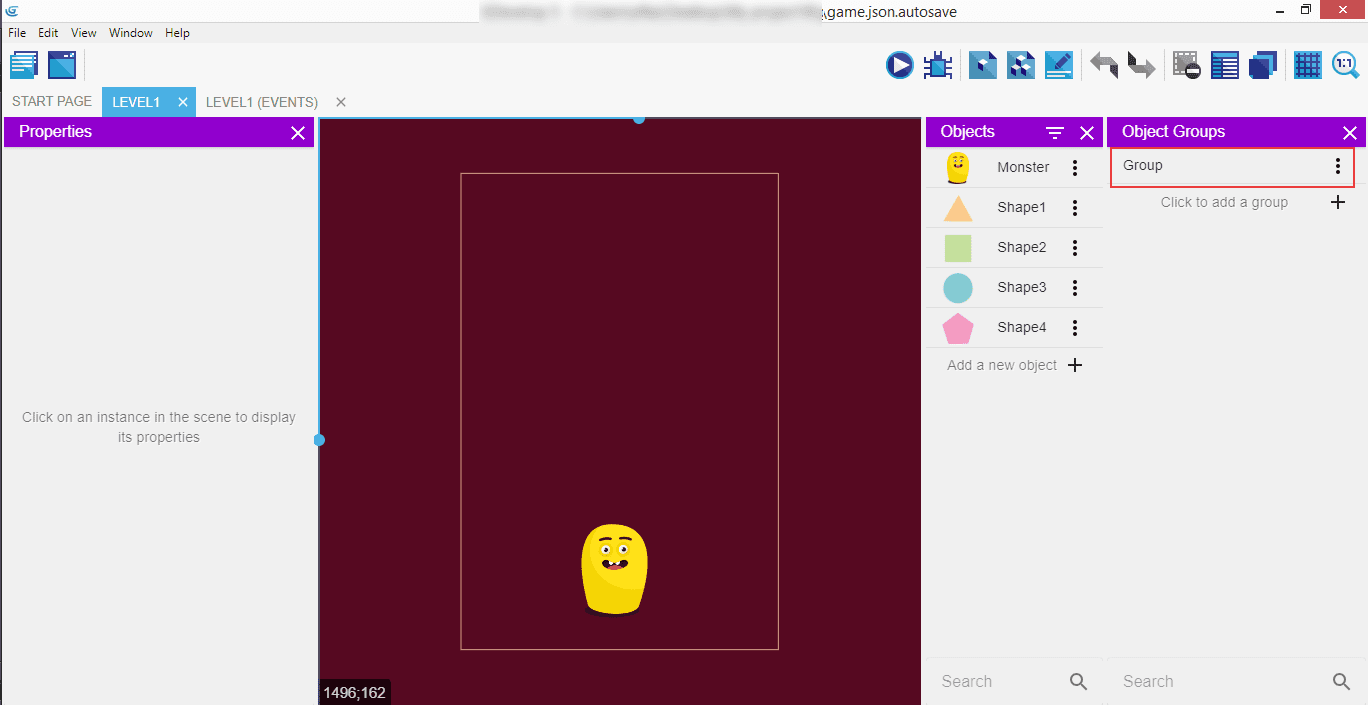 \game.json.autosave
File Edit View Window Help
1:1
START PAGE LEVEL1 LEVEL1 (EVENTS)
Properties
Click on an instance in the scene to display
its properties
1496;162
Objects
Monster
Shape1
Shape2
Shape3
Shape4
Add a new object
Search
Object Groups
Group
Click to add a group
Search